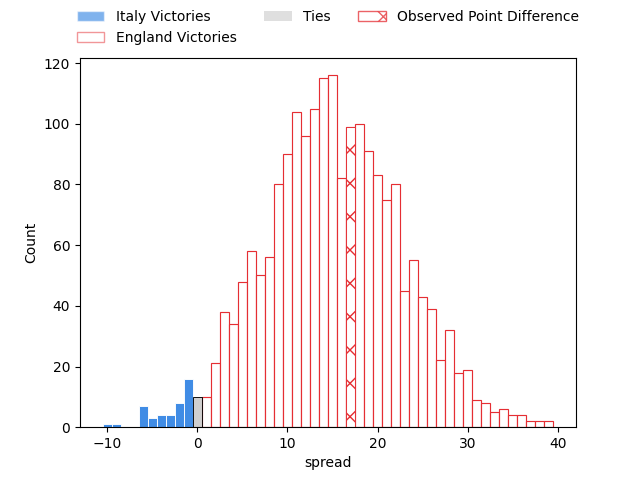 Italy Victories
England Victories
Ties
Observed Point Difference
120
100
80
60
40
20
0
Count
−10 0 10 20 30 40
spread